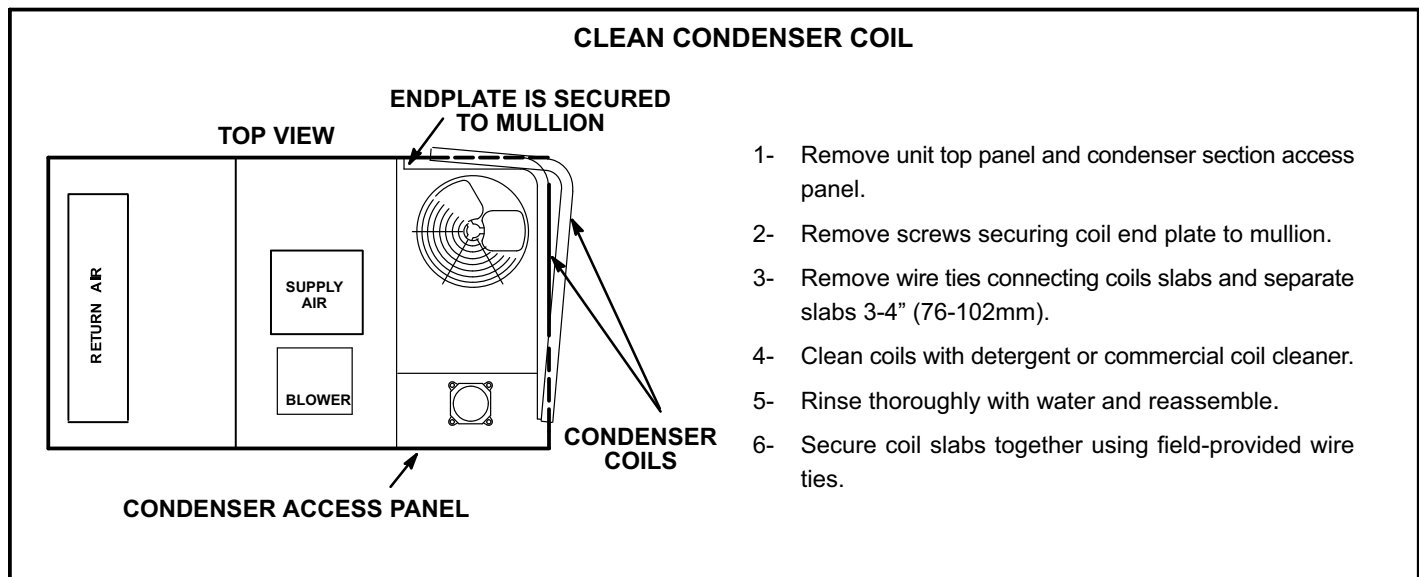 CLEAN CONDENSER COIL
ENDPLATE IS SECURED
TO MULLION
TOP VIEW
RETURN AIR
SUPPLY
AIR
BLOWER
CONDENSER
COILS
CONDENSER ACCESS PANEL
1- Remove unit top panel and condenser section access
panel.
2- Remove screws securing coil end plate to mullion.
3- Remove wire ties connecting coils slabs and separate
slabs 3-4” (76-102mm).
4- Clean coils with detergent or commercial coil cleaner.
5- Rinse thoroughly with water and reassemble.
6- Secure coil slabs together using field-provided wire
ties.